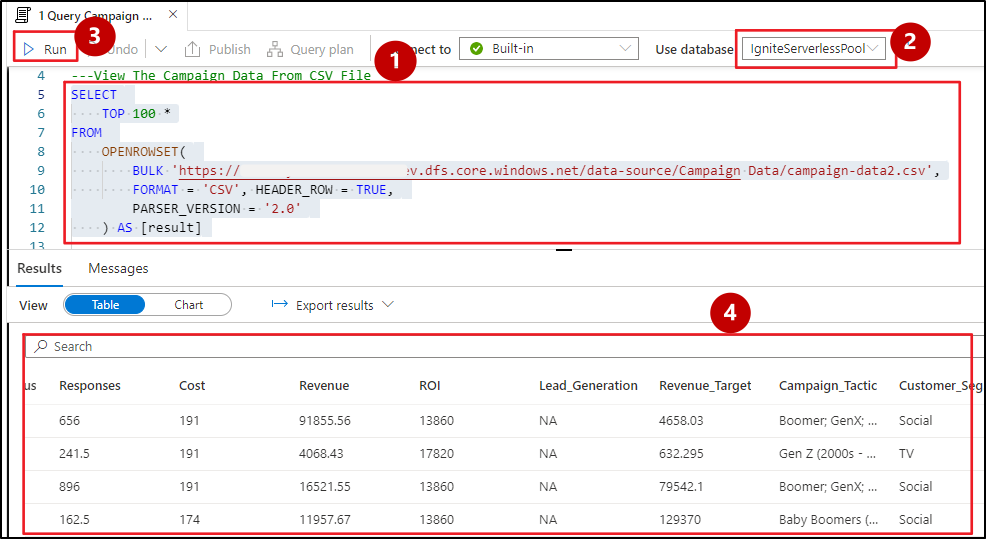 1 Query Campaign ...
3
Run
Undo
Publish
Query plan
nect to
Built-in
Use database
IgniteServerlessPool
2
1
4 ---View The Campaign Data From CSV File
5 SELECT
6 TOP 100 *
7 FROM
8 OPENROWSET(
9 BULK 'https://
ev.dfs.core.windows.net/data-source/Campaign Data/campaign-data2.csv',
10 FORMAT = 'CSV', HEADER_ROW = TRUE,
11 PARSER_VERSION = '2.0'
12 ) AS [result]
13
Results Messages
View Table Chart Export results
4
Search
us Responses Cost Revenue ROI Lead_Generation Revenue_Target Campaign_Tactic Customer_Seg
656 191 91855.56 13860 NA 4658.03 Boomer; GenX; ... Social
241.5 191 4068.43 17820 NA 632.295 Gen Z (2000s - ... TV
896 191 16521.55 13860 NA 79542.1 Boomer; GenX; ... Social
162.5 174 11957.67 13860 NA 129370 Baby Boomers (... Social